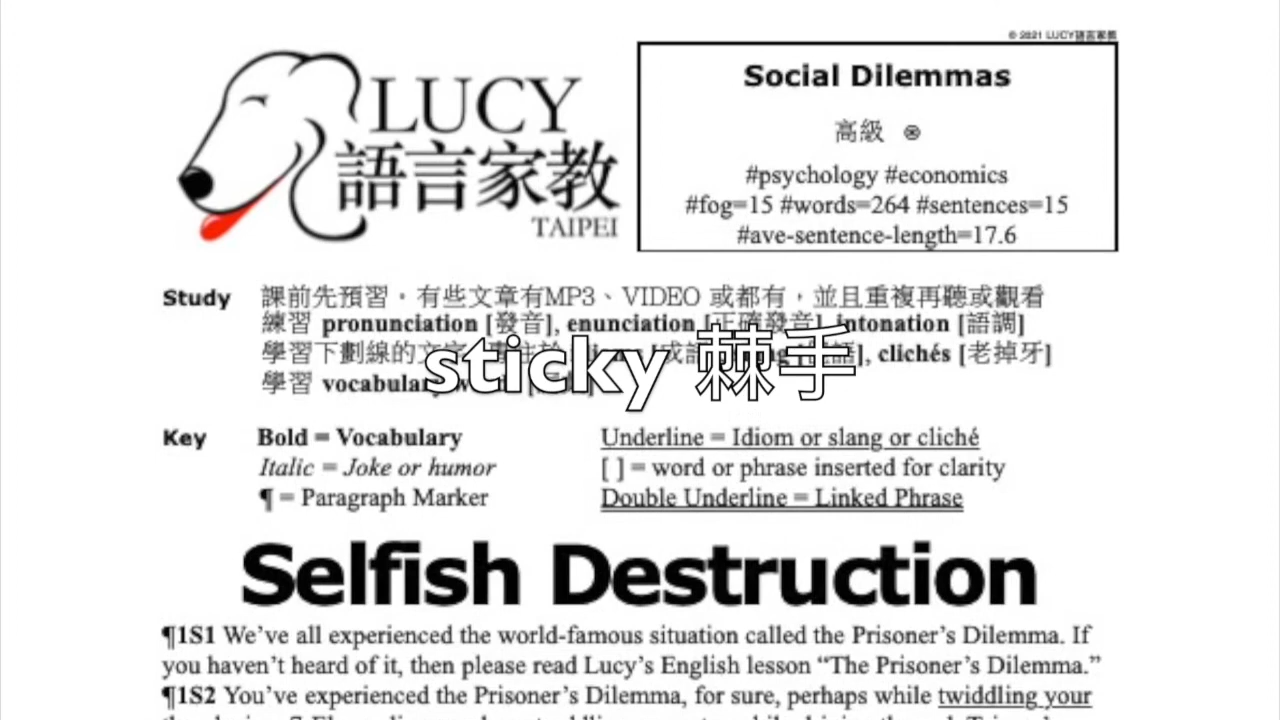 © 2021 LUCY語言家教
LUCY
語言家教
TAIPEI
Social Dilemmas
高級 ⊗
#psychology #economics
#fog=15 #words=264 #sentences=15
#ave-sentence-length=17.6
Study 課前先預習。有些文章有MP3、VIDEO 或都有，並且重複再聽或觀看
練習 pronunciation [發音], enunciation [正確發音], intonation [語調]
學習下劃線的文字 clichés [老掉牙]
學習 vocabulary
sticky 棘手
Key Bold = Vocabulary Underline = Idiom or slang or cliché
Italic = Joke or humor [ ] = word or phrase inserted for clarity
¶ = Paragraph Marker Double Underline = Linked Phrase
Selfish Destruction
¶1S1 We’ve all experienced the world-famous situation called the Prisoner’s Dilemma. If
you haven’t heard of it, then please read Lucy’s English lesson “The Prisoner’s Dilemma.”
¶1S2 You’ve experienced the Prisoner’s Dilemma, for sure, perhaps while twiddling your